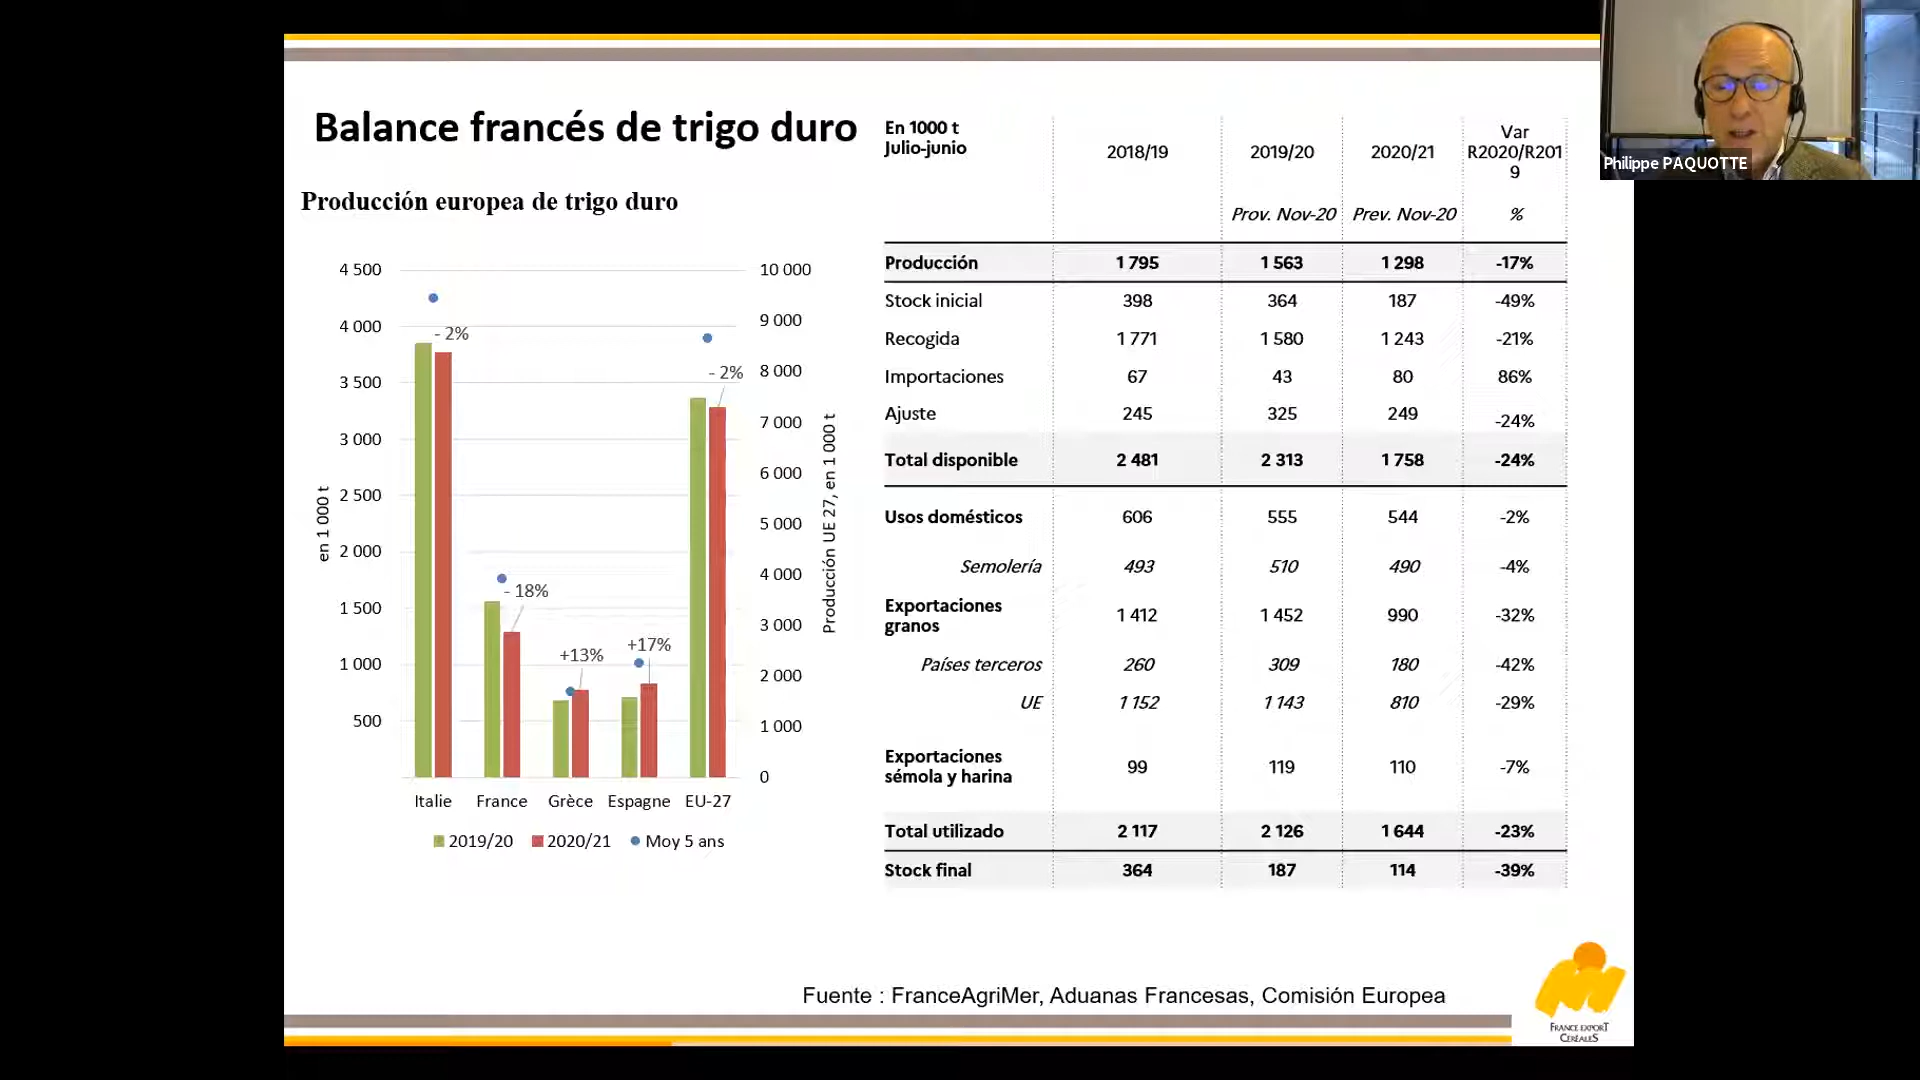 Balance francés de trigo duro
Producción europea de trigo duro
4 500
4 000
3 500
3 000
2 500
2 000
1 500
1 000
500
en 1 000 t
10 000
9 000
8 000
7 000
6 000
5 000
4 000
3 000
2 000
1 000
0
Producción UE 27, en 1 000 t
- 2%
- 18%
+13%
+17%
- 2%
Italie France Grèce Espagne EU-27
2019/20 2020/21 Moy 5 ans
En 1000 t
Julio-junio
2018/19 2019/20 2020/21
Var
R2020/R201
9
Prov. Nov-20 Prev. Nov-20 %
Producción 1 795 1 563 1 298 -17%
Stock inicial 398 364 187 -49%
Recogida 1 771 1 580 1 243 -21%
Importaciones 67 43 80 86%
Ajuste 245 325 249 -24%
Total disponible 2 481 2 313 1 758 -24%
Usos domésticos 606 555 544 -2%
Semolería 493 510 490 -4%
Exportaciones
granos 1 412 1 452 990 -32%
Países terceros 260 309 180 -42%
UE 1 152 1 143 810 -29%
Exportaciones
sémola y harina 99 119 110 -7%
Total utilizado 2 117 2 126 1 644 -23%
Stock final 364 187 114 -39%
Fuente : FranceAgriMer, Aduanas Francesas, Comisión Europea
FRANCE EXPORT
CÉRÉALES
Philippe PAQUOTTE